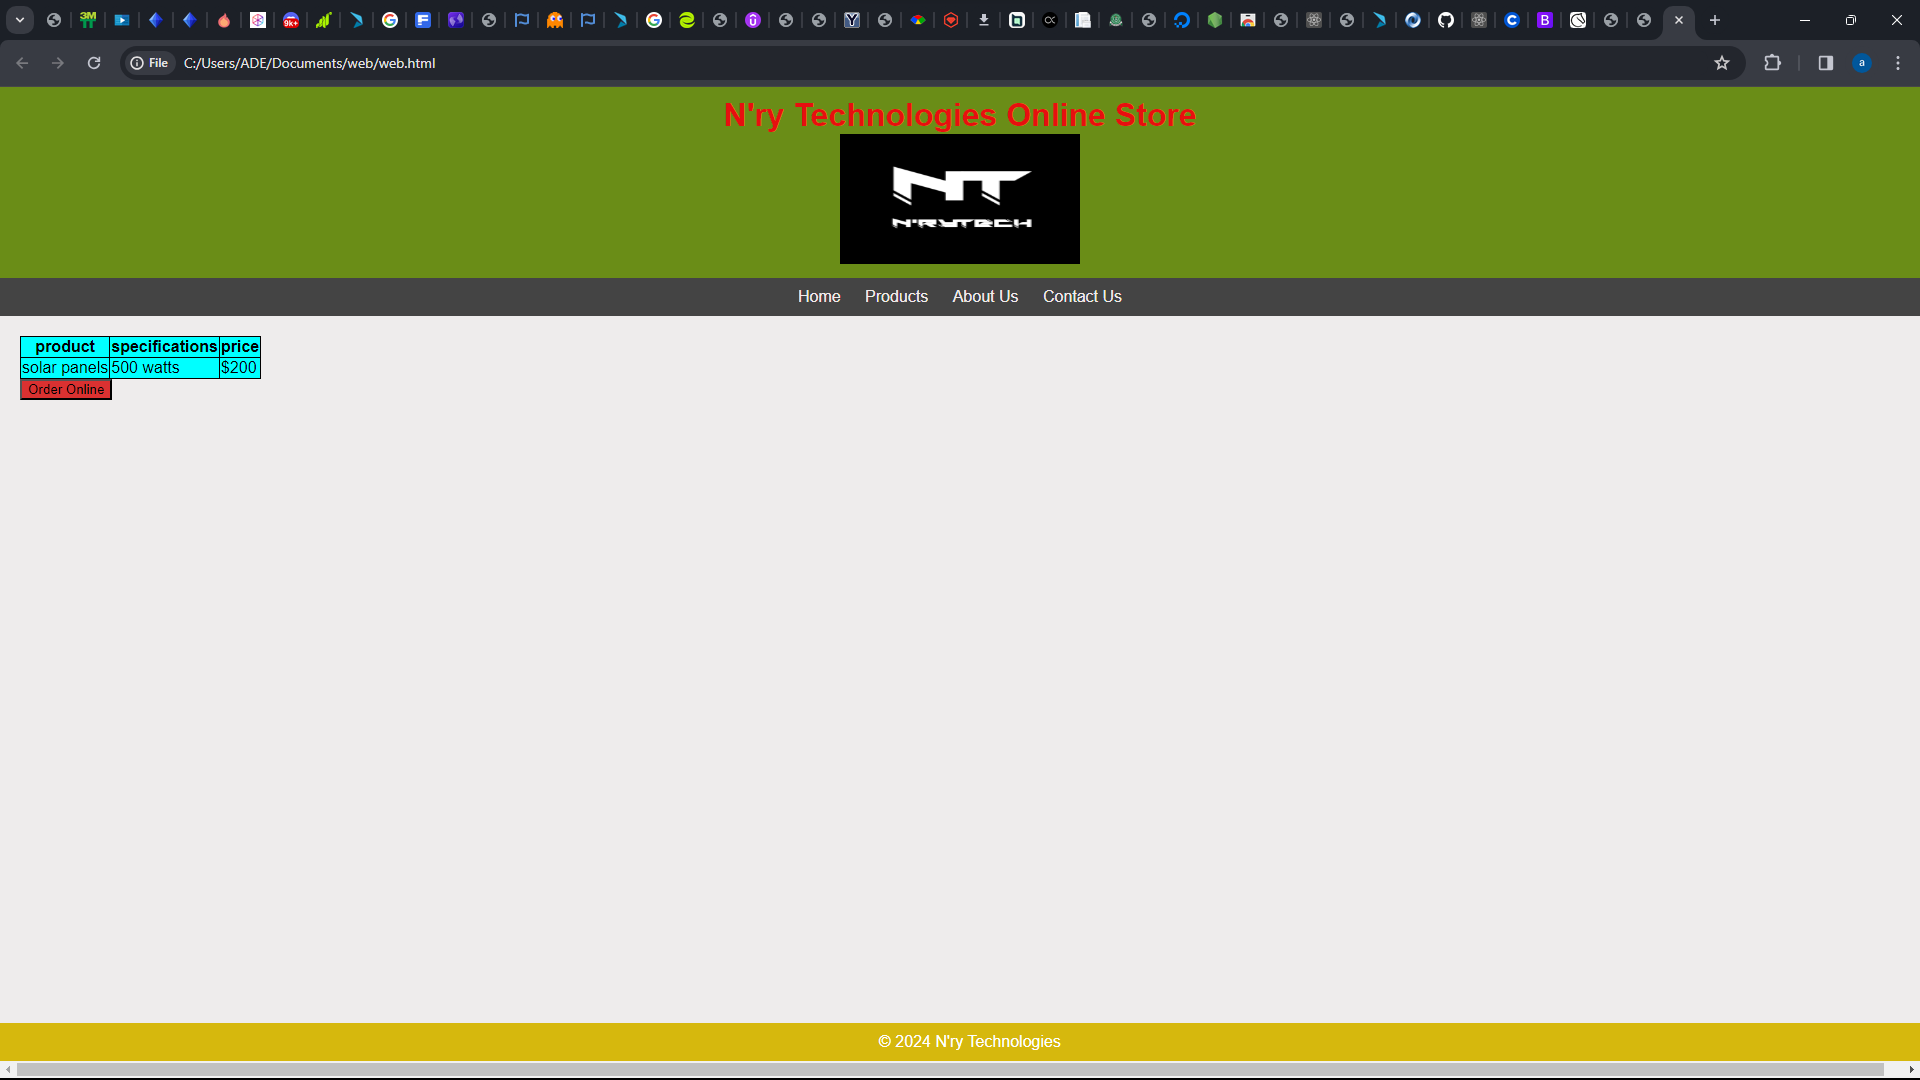 File C:/Users/ADE/Documents/web/web.html
N'ry Technologies Online Store
NT
N'RYTECH
Home Products About Us Contact Us
product specifications price
solar panels 500 watts $200
Order Online
© 2024 N'ry Technologies